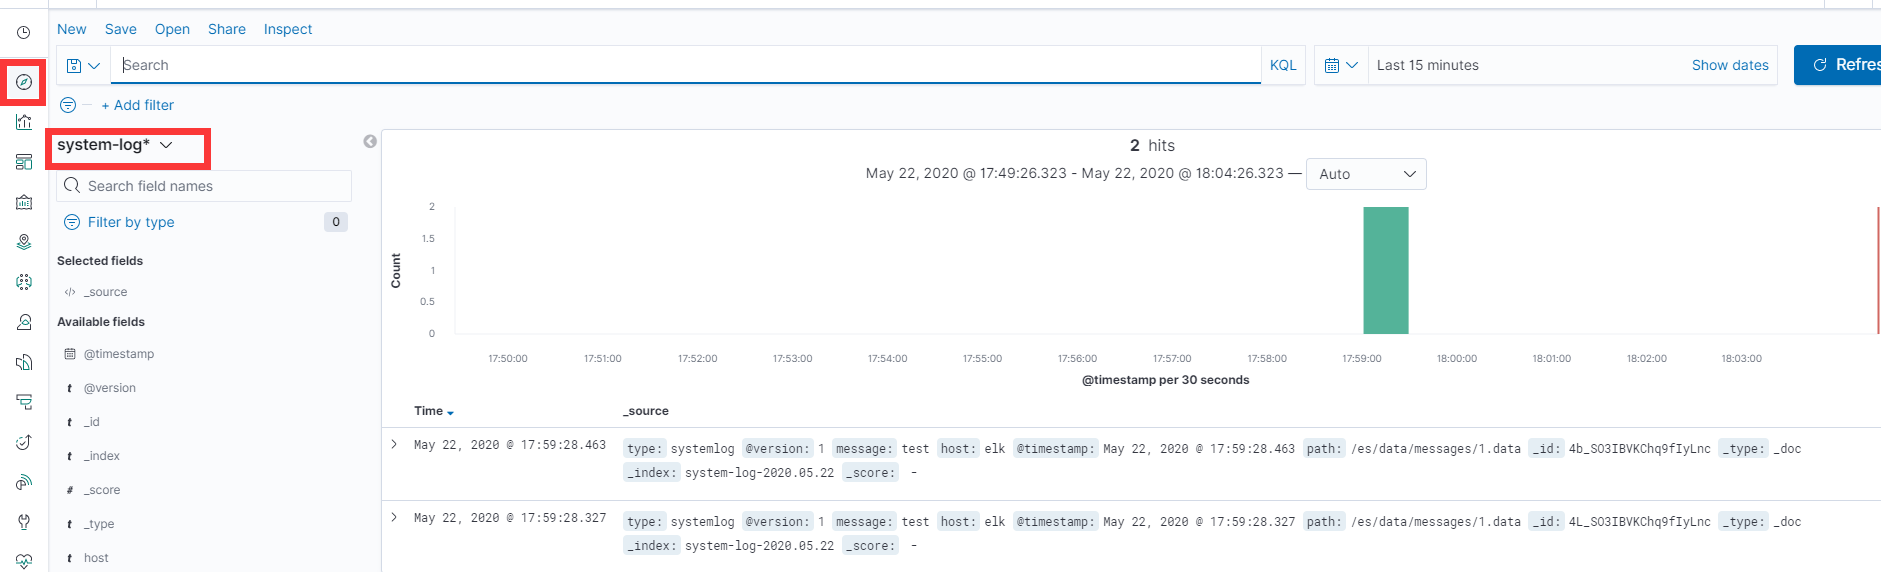 New Save Open Share Inspect
Search KQL Last 15 minutes Show dates Refres
+ Add filter
system-log*
Search field names
Filter by type 0
Selected fields
</> _source
Available fields
@timestamp
t @version
t _id
t _index
# _score
t _type
t host
2 hits
May 22, 2020 @ 17:49:26.323 - May 22, 2020 @ 18:04:26.323 — Auto
Count
2
1.5
1
0.5
0
17:50:00 17:51:00 17:52:00 17:53:00 17:54:00 17:55:00 17:56:00 17:57:00 17:58:00 17:59:00 18:00:00 18:01:00 18:02:00 18:03:00
@timestamp per 30 seconds
Time _source
May 22, 2020 @ 17:59:28.463 type: systemlog @version: 1 message: test host: elk @timestamp: May 22, 2020 @ 17:59:28.463 path: /es/data/messages/1.data _id: 4b_SO3IBVKChq9fIyLnc _type: _doc
_index: system-log-2020.05.22 _score: -
May 22, 2020 @ 17:59:28.327 type: systemlog @version: 1 message: test host: elk @timestamp: May 22, 2020 @ 17:59:28.327 path: /es/data/messages/1.data _id: 4L_SO3IBVKChq9fIyLnc _type: _doc
_index: system-log-2020.05.22 _score: -